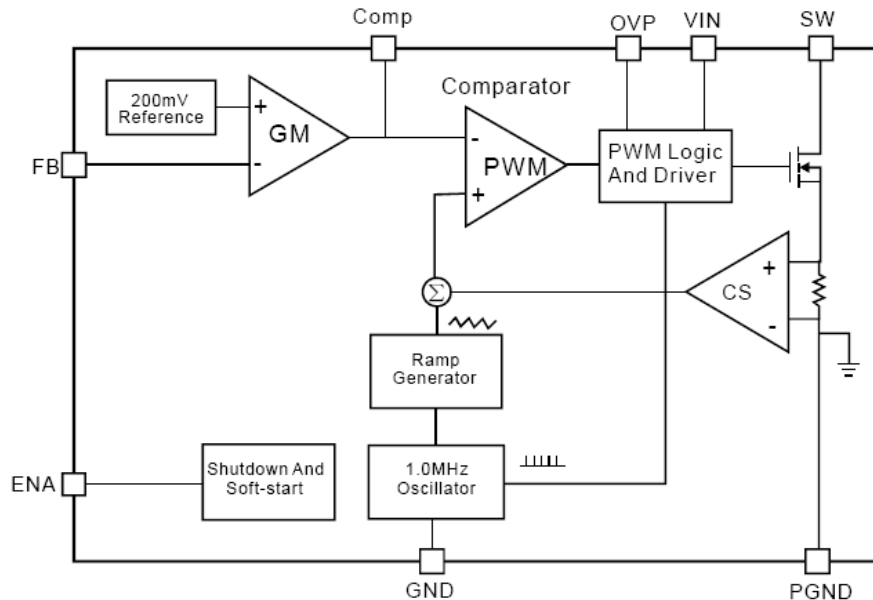 Comp
OVP
VIN
SW
200mV
Reference
+
GM
-
FB
Comparator
-
PWM
+
PWM Logic
And Driver
+
CS
-
Σ
Ramp
Generator
ENA
Shutdown And
Soft-start
1.0MHz
Oscillator
GND
PGND